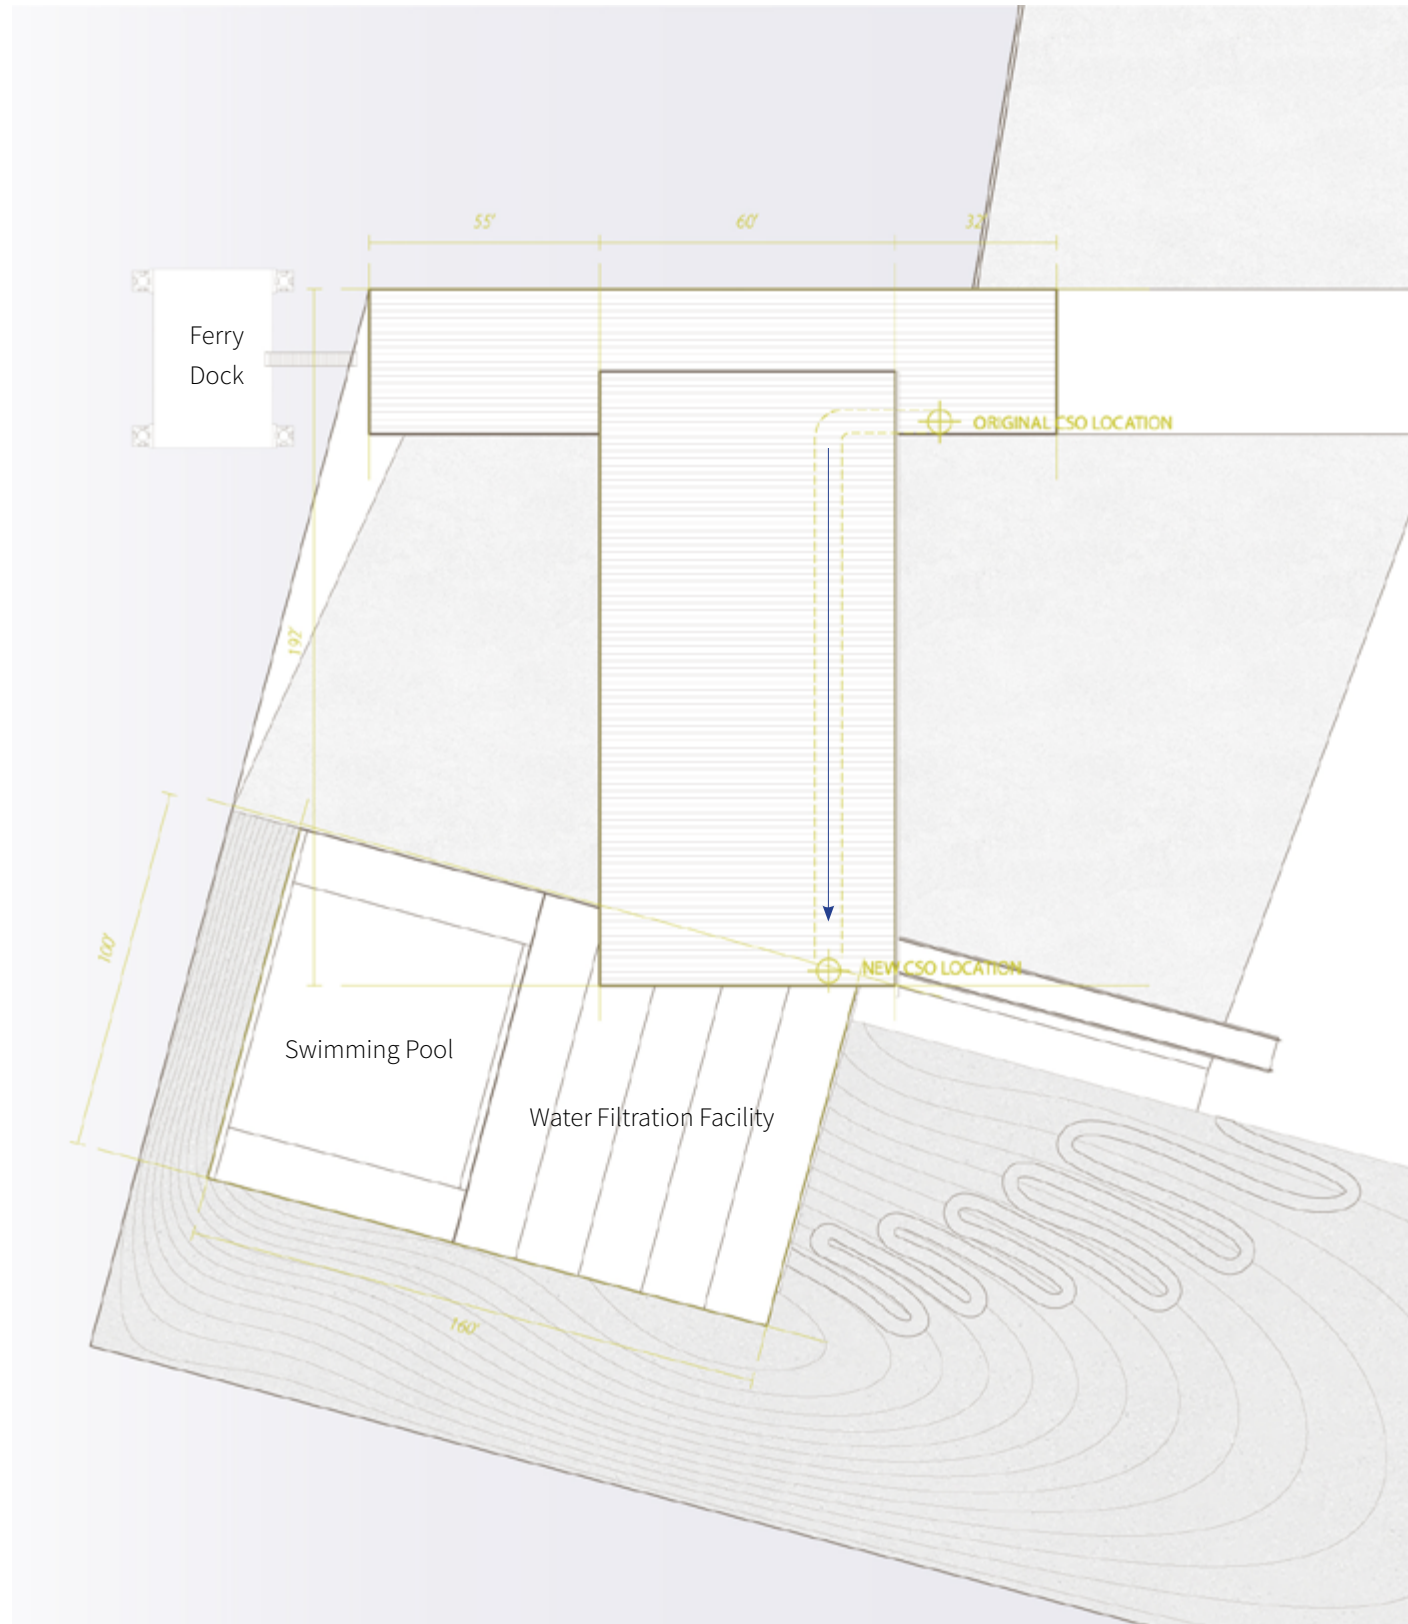 55'
60'
32'
Ferry
Dock
ORIGINAL CSO LOCATION
192'
100'
NEW CSO LOCATION
Swimming Pool
Water Filtration Facility
160'